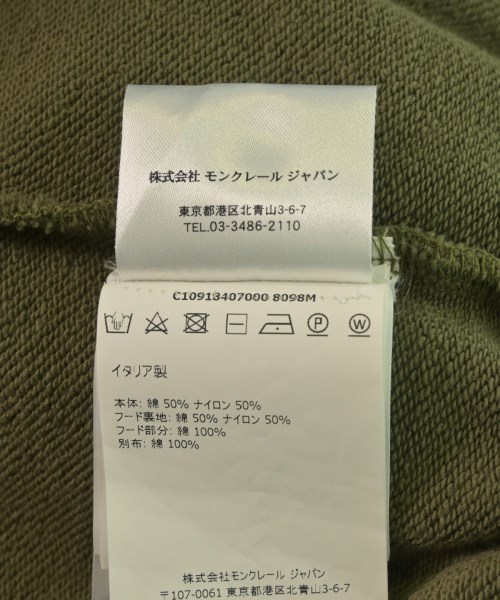 株式会社 モンクレール ジャパン
東京都港区北青山3-6-7
TEL.03-3486-2110
C10913407000 8098M
P W
イタリア製
本体: 綿 50% ナイロン 50%
フード裏地: 綿 50% ナイロン 50%
フード部分: 綿 100%
別布: 綿 100%
株式会社モンクレール ジャパン
〒107-0061 東京都港区北青山3-6-7